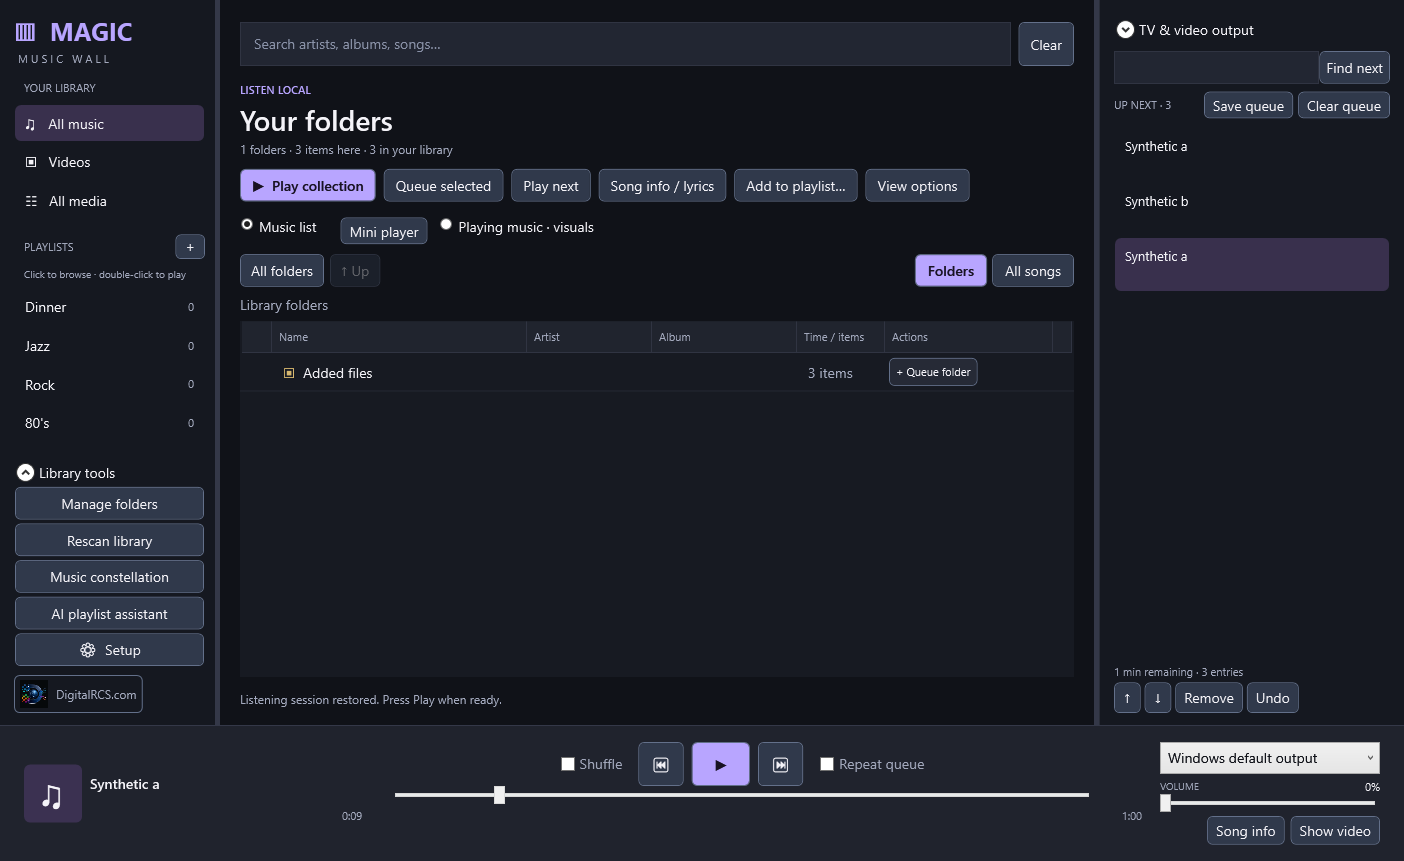 MAGIC
MUSIC WALL
YOUR LIBRARY
All music
Videos
All media
PLAYLISTS +
Click to browse · double-click to play
Dinner 0
Jazz 0
Rock 0
80's 0
Library tools
Manage folders
Rescan library
Music constellation
AI playlist assistant
Setup
DigitalRCS.com
Search artists, albums, songs...
Clear
LISTEN LOCAL
Your folders
1 folders · 3 items here · 3 in your library
▶ Play collection Queue selected Play next Song info / lyrics Add to playlist... View options
Music list Mini player Playing music · visuals
All folders ↑ Up Folders All songs
Library folders
Name Artist Album Time / items Actions
Added files 3 items + Queue folder
Listening session restored. Press Play when ready.
TV & video output
Find next
UP NEXT · 3 Save queue Clear queue
Synthetic a
Synthetic b
Synthetic a
1 min remaining · 3 entries
↑ ↓ Remove Undo
Synthetic a
Shuffle Repeat queue
0:09 1:00
Windows default output
VOLUME 0%
Song info Show video